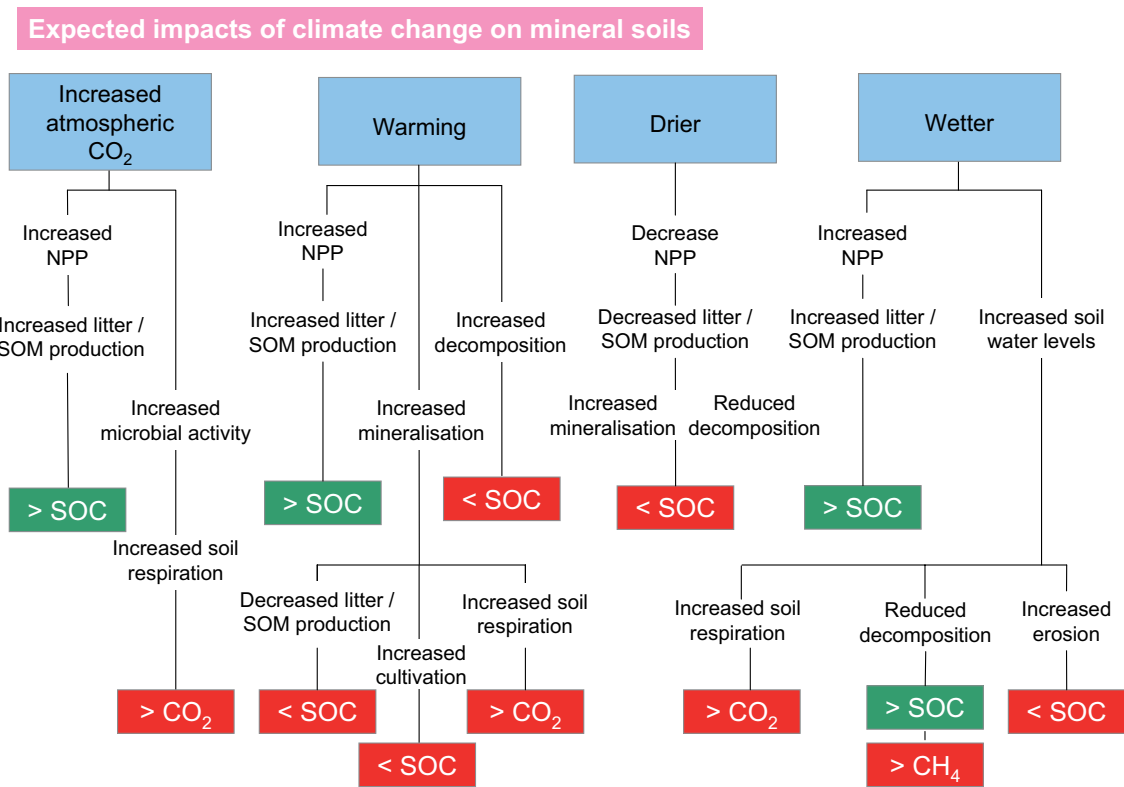 Expected impacts of climate change on mineral soils
Increased
atmospheric
CO₂
Warming
Drier
Wetter
Increased
NPP
Increased litter /
SOM production
> SOC
Increased
microbial activity
Increased soil
respiration
> CO₂
Increased
NPP
Increased litter /
SOM production
> SOC
Increased
mineralisation
Decreased litter /
SOM production
< SOC
Increased
cultivation
< SOC
Increased soil
respiration
> CO₂
Increased
decomposition
< SOC
Decrease
NPP
Decreased litter /
SOM production
Increased
mineralisation
Reduced
decomposition
< SOC
Increased
NPP
Increased litter /
SOM production
> SOC
Increased soil
water levels
Increased soil
respiration
> CO₂
Reduced
decomposition
> SOC
> CH₄
Increased
erosion
< SOC